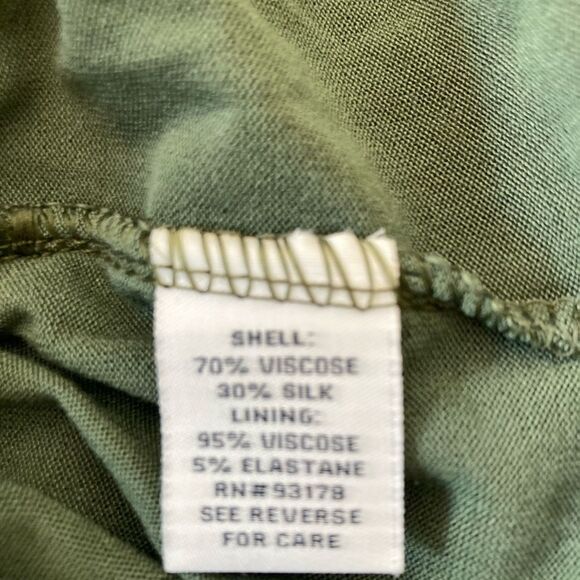 SHELL:
70% VISCOSE
30% SILK
LINING:
95% VISCOSE
5% ELASTANE
RN#93178
SEE REVERSE
FOR CARE